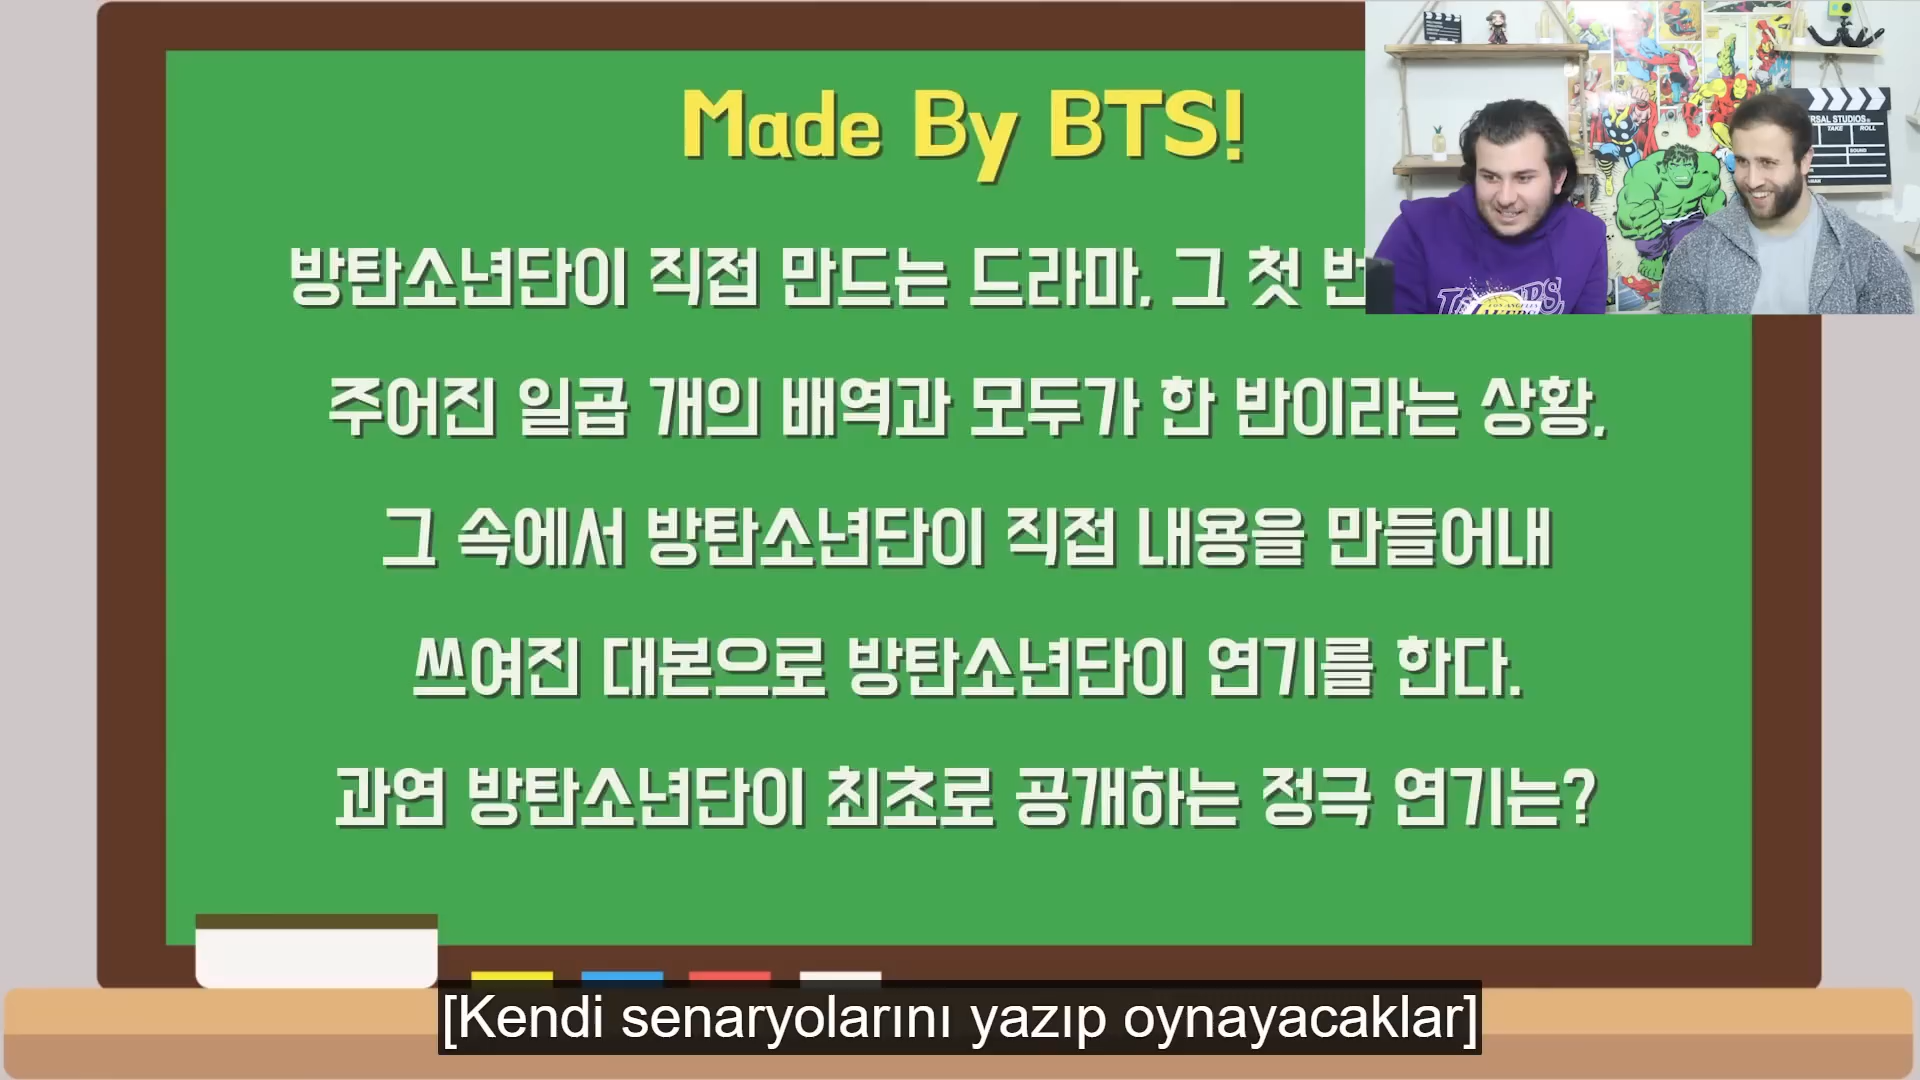 Made By BTS!
방탄소년단이 직접 만드는 드라마, 그 첫
주어진 일곱 개의 배역과 모두가 한 반이라는 상황.
그 속에서 방탄소년단이 직접 내용을 만들어내
쓰여진 대본으로 방탄소년단이 연기를 한다.
과연 방탄소년단이 최초로 공개하는 정극 연기는?
[Kendi senaryolarını yazıp oynayacaklar]
STUDIOS
TAKE ROLL
SOUND